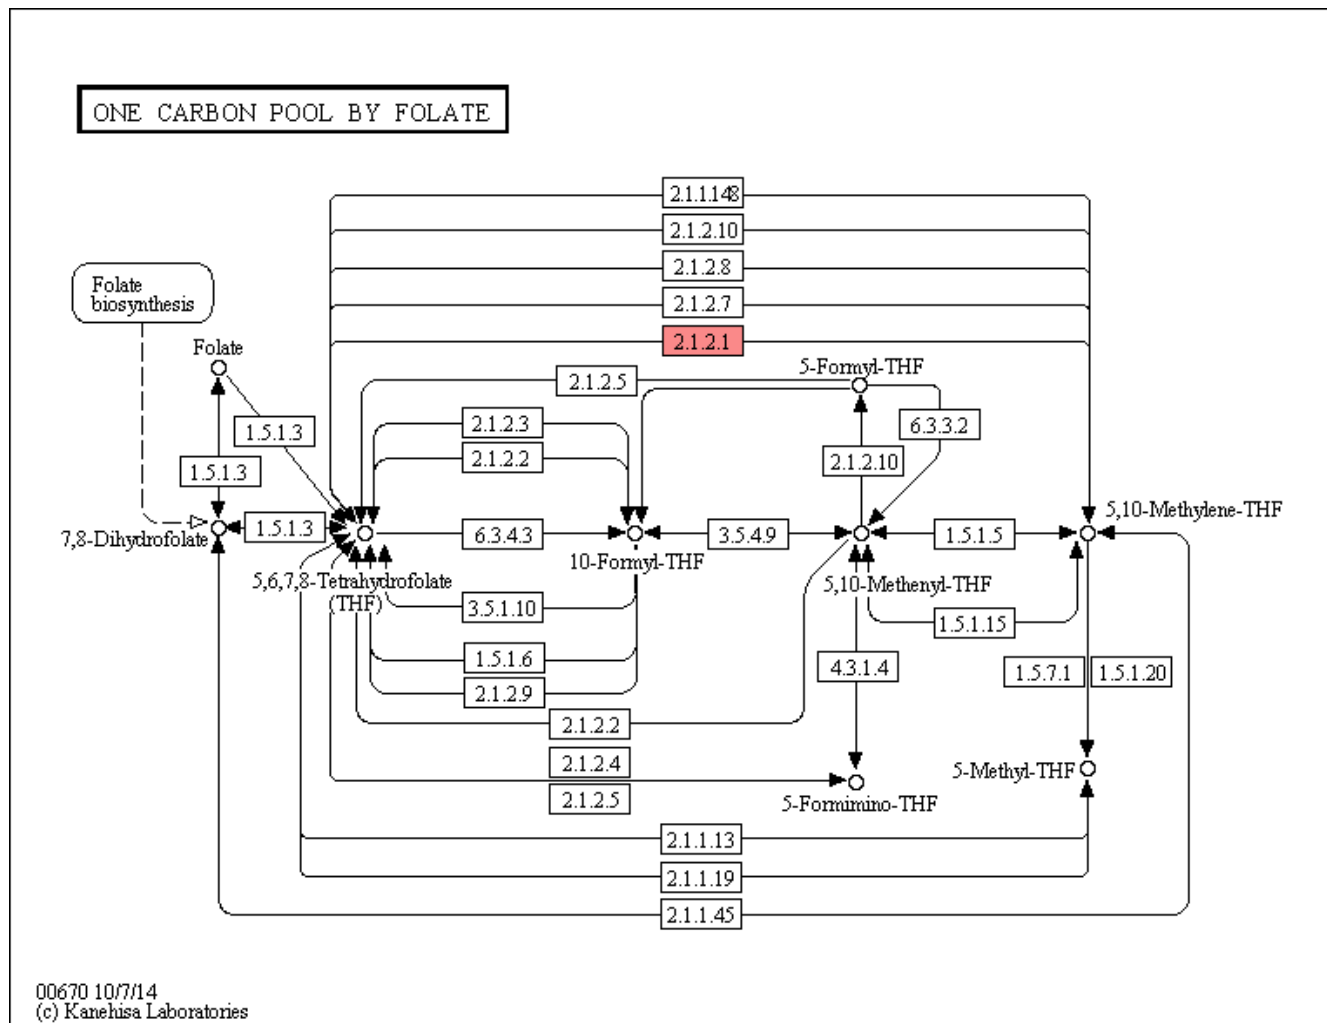 ONE CARBON POOL BY FOLATE
2.1.1.148
2.1.2.10
2.1.2.8
2.1.2.7
2.1.2.1
Folate
biosynthesis
Folate
5-Formyl-THF
2.1.2.5
1.5.1.3
2.1.2.3
6.3.3.2
2.1.2.2
2.1.2.10
1.5.1.3
5,10-Methylene-THF
7,8-Dihydrofolate
1.5.1.3
6.3.4.3
3.5.4.9
1.5.1.5
10-Formyl-THF
5,6,7,8-Tetrahydrofolate
(THF)
5,10-Methenyl-THF
3.5.1.10
1.5.1.15
1.5.1.6
4.3.1.4
1.5.7.1
1.5.1.20
2.1.2.9
2.1.2.2
2.1.2.4
5-Methyl-THF
2.1.2.5
5-Formimino-THF
2.1.1.13
2.1.1.19
2.1.1.45
00670 10/7/14
(c) Kanehisa Laboratories